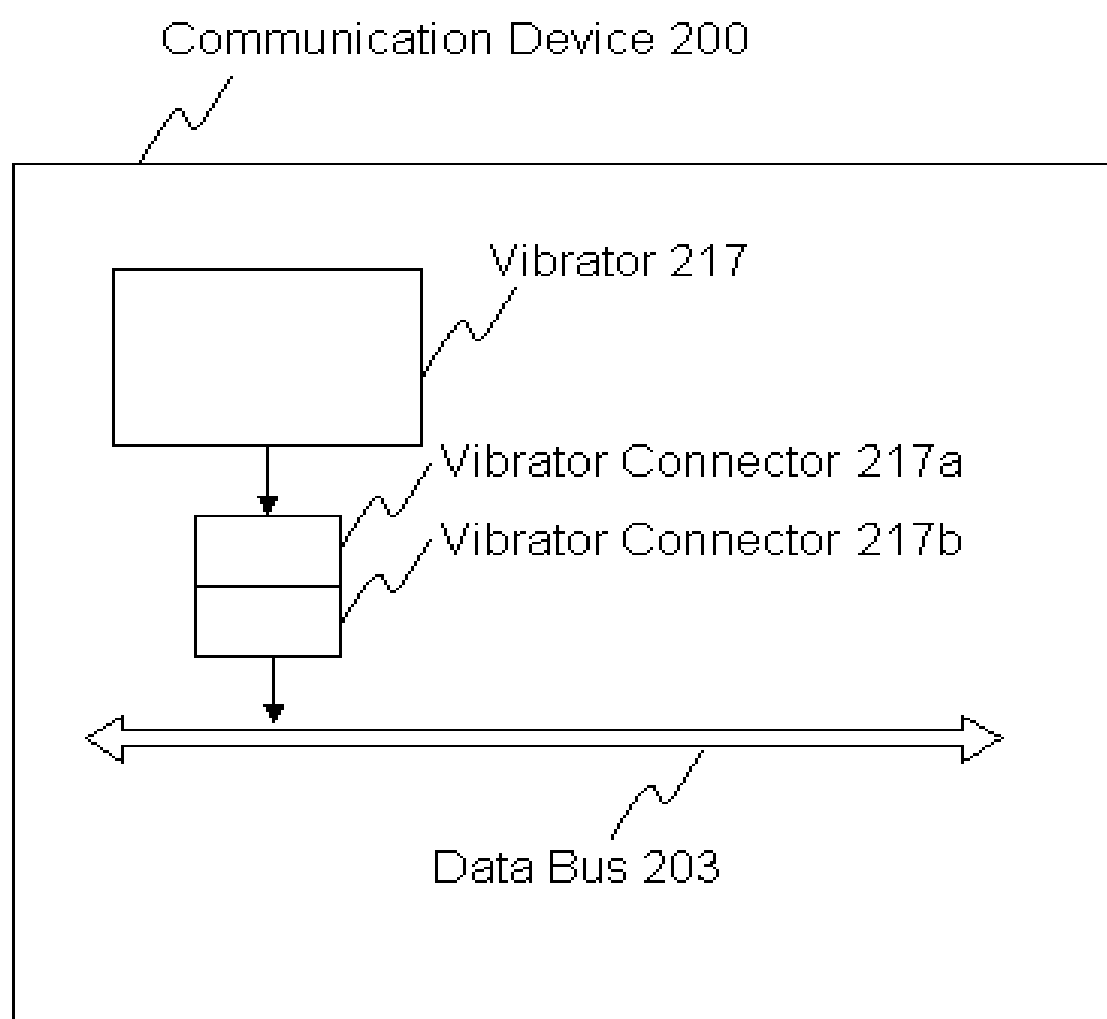 Communication Device 200
Vibrator 217
Vibrator Connector 217a
Vibrator Connector 217b
Data Bus 203